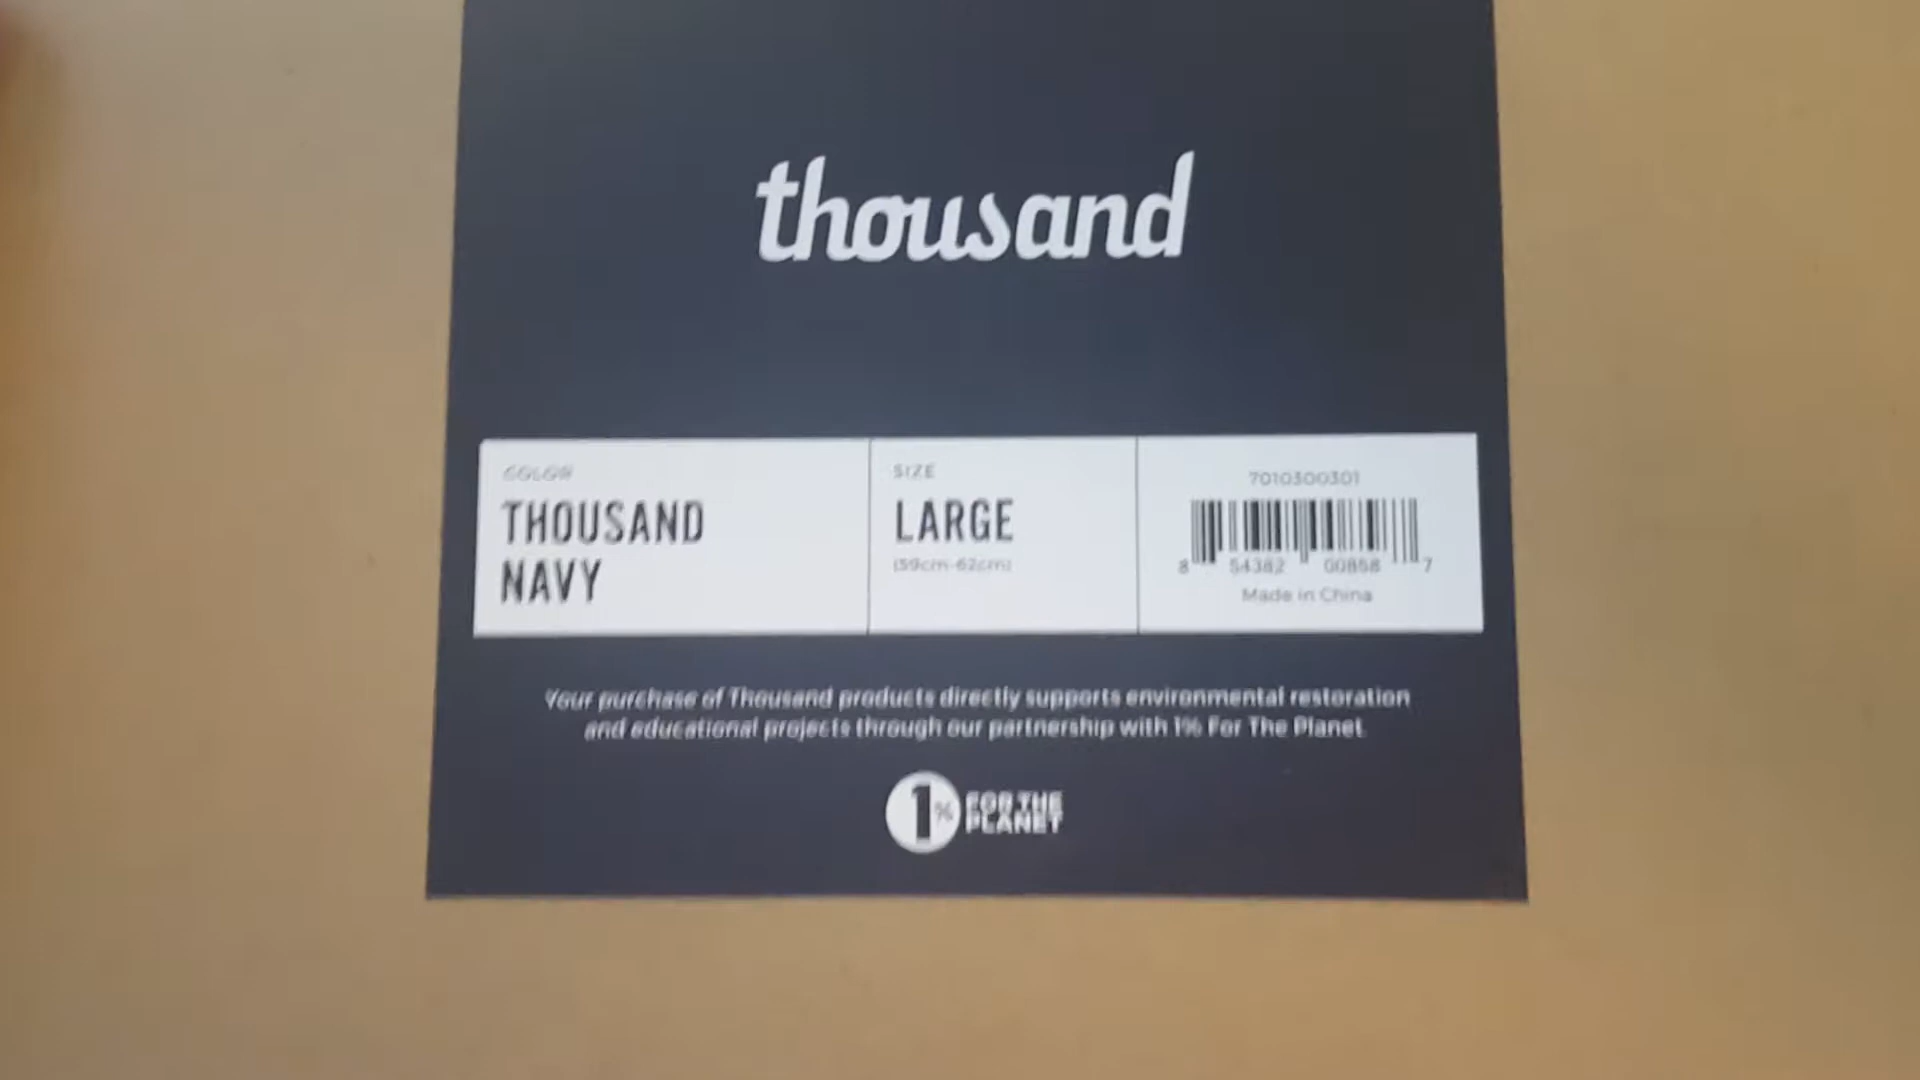 thousand
COLOR
THOUSAND
NAVY
SIZE
LARGE
(59cm-62cm)
7010300301
8 54382 00858 7
Made in China
Your purchase of Thousand products directly supports environmental restoration
and educational projects through our partnership with 1% For The Planet
1% FOR THE
PLANET